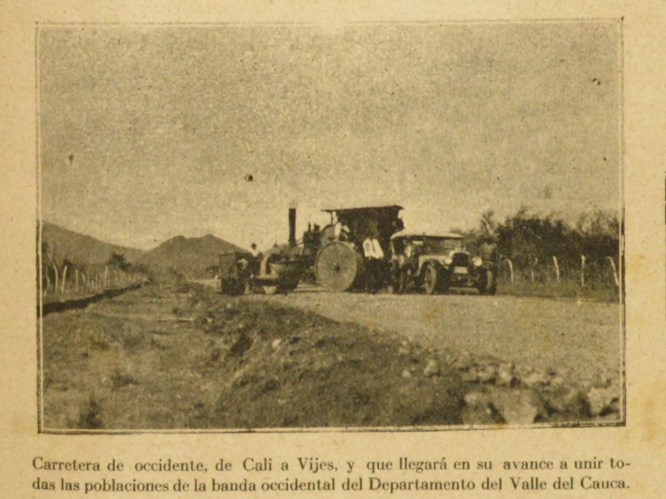 Carretera de occidente, de Cali a Vijes, y que llegará en su avance a unir to-
das las poblaciones de la banda occidental del Departamento del Valle del Cauca.